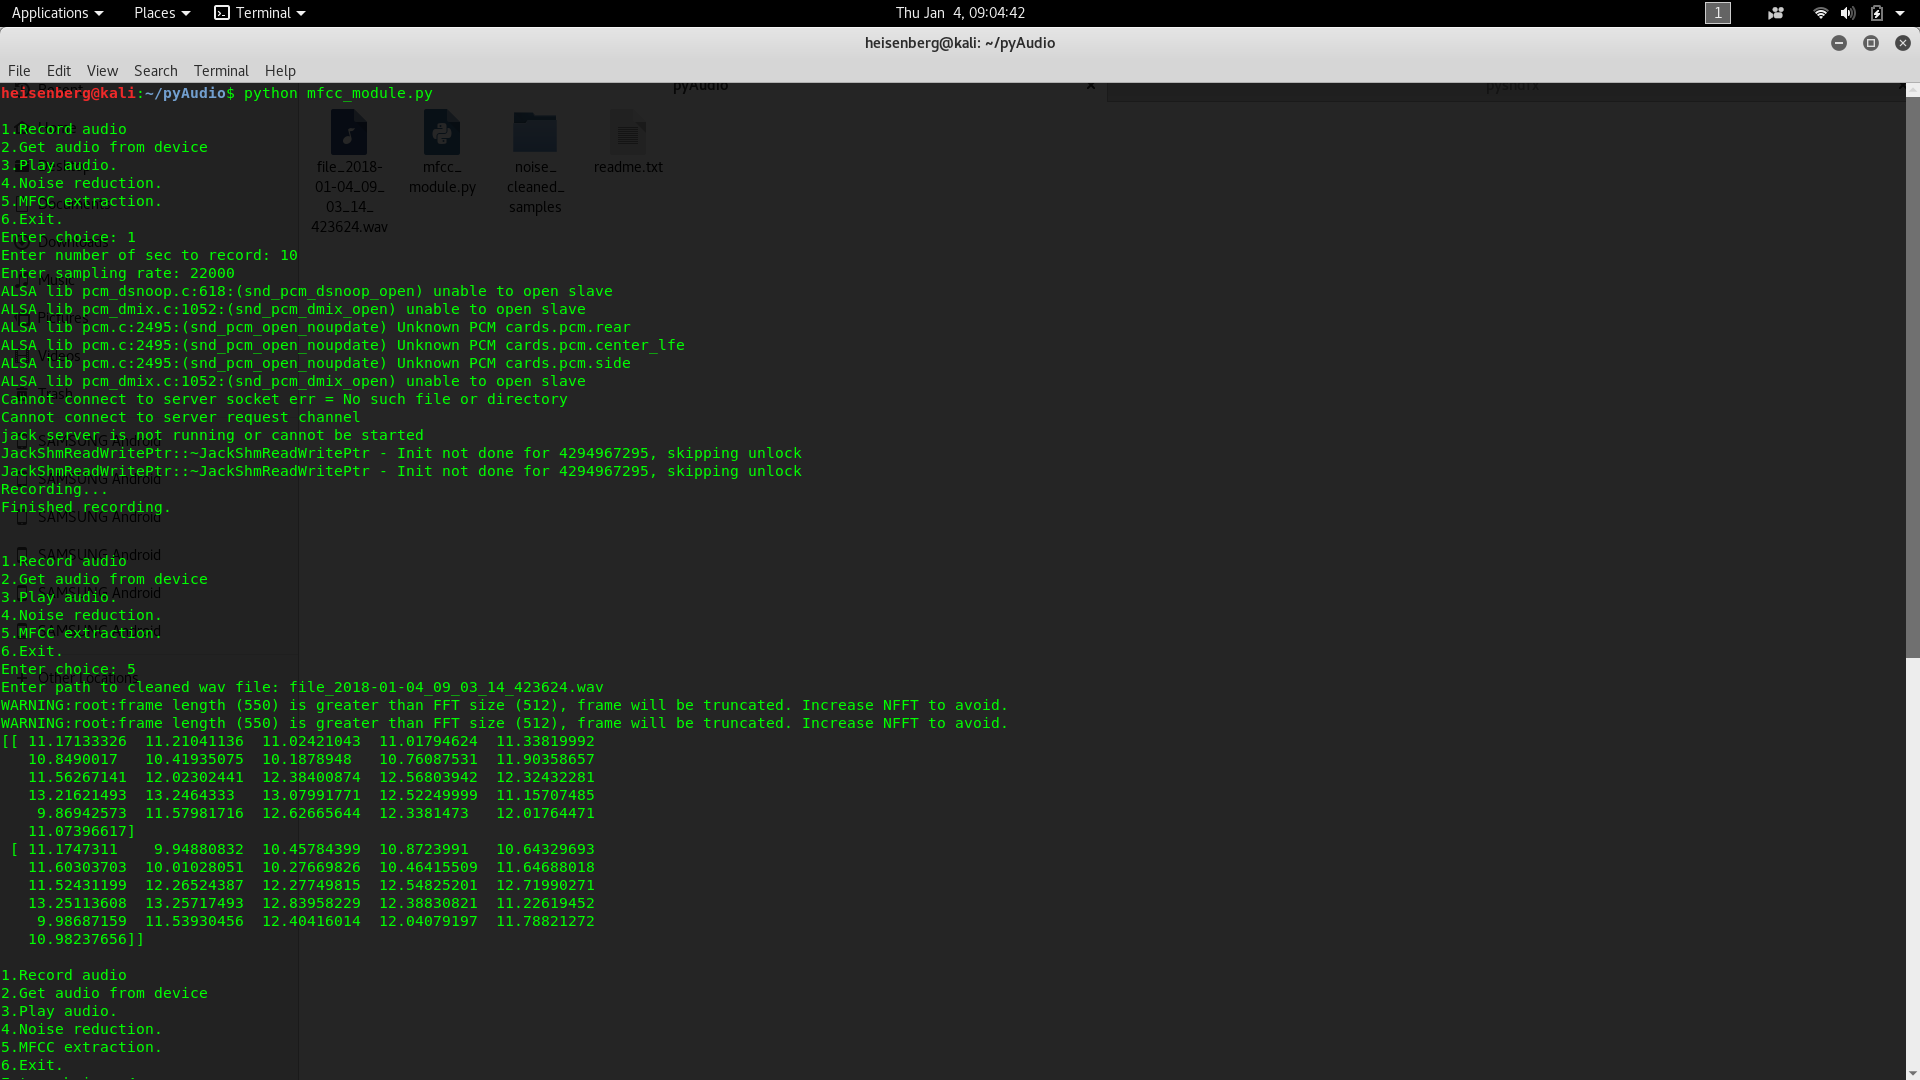 Applications Places Terminal Thu Jan 4, 09:04:42 1
heisenberg@kali: ~/pyAudio
File Edit View Search Terminal Help
pyAudio
heisenberg@kali:~/pyAudio$ python mfcc_module.py
file_2018-01-04_09_03_14_423624.wav
mfcc_module.py
noise_cleaned_samples
readme.txt
1.Record audio
2.Get audio from device
3.Play audio.
4.Noise reduction.
5.MFCC extraction.
6.Exit.
Enter choice: 1
Enter number of sec to record: 10
Enter sampling rate: 22000
ALSA lib pcm_dsnoop.c:618:(snd_pcm_dsnoop_open) unable to open slave
ALSA lib pcm_dmix.c:1052:(snd_pcm_dmix_open) unable to open slave
ALSA lib pcm.c:2495:(snd_pcm_open_noupdate) Unknown PCM cards.pcm.rear
ALSA lib pcm.c:2495:(snd_pcm_open_noupdate) Unknown PCM cards.pcm.center_lfe
ALSA lib pcm.c:2495:(snd_pcm_open_noupdate) Unknown PCM cards.pcm.side
ALSA lib pcm_dmix.c:1052:(snd_pcm_dmix_open) unable to open slave
Cannot connect to server socket err = No such file or directory
Cannot connect to server request channel
jack server is not running or cannot be started
JackShmReadWritePtr::~JackShmReadWritePtr - Init not done for 4294967295, skipping unlock
JackShmReadWritePtr::~JackShmReadWritePtr - Init not done for 4294967295, skipping unlock
Recording...
Finished recording.
SAMSUNG Android
SAMSUNG Android
SAMSUNG Android
SAMSUNG Android
SAMSUNG Android
SAMSUNG Android
Other Locations
1.Record audio
2.Get audio from device
3.Play audio.
4.Noise reduction.
5.MFCC extraction.
6.Exit.
Enter choice: 5
Enter path to cleaned wav file: file_2018-01-04_09_03_14_423624.wav
WARNING:root:frame length (550) is greater than FFT size (512), frame will be truncated. Increase NFFT to avoid.
WARNING:root:frame length (550) is greater than FFT size (512), frame will be truncated. Increase NFFT to avoid.
[[ 11.17133326 11.21041136 11.02421043 11.01794624 11.33819992
10.8490017 10.41935075 10.1878948 10.76087531 11.90358657
11.56267141 12.02302441 12.38400874 12.56803942 12.32432281
13.21621493 13.2464333 13.07991771 12.52249999 11.15707485
9.86942573 11.57981716 12.62665644 12.3381473 12.01764471
11.07396617]
[ 11.1747311 9.94880832 10.45784399 10.8723991 10.64329693
11.60303703 10.01028051 10.27669826 10.46415509 11.64688018
11.52431199 12.26524387 12.27749815 12.54825201 12.71990271
13.25113608 13.25717493 12.83958229 12.38830821 11.22619452
9.98687159 11.53930456 12.40416014 12.04079197 11.78821272
10.98237656]]
1.Record audio
2.Get audio from device
3.Play audio.
4.Noise reduction.
5.MFCC extraction.
6.Exit.